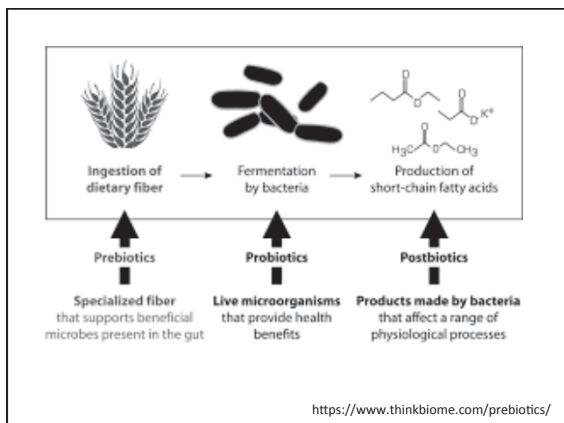 O
O
O⁻K⁺
O
H₃C
O
CH₃
Ingestion of
dietary fiber
Fermentation
by bacteria
Production of
short-chain fatty acids
Prebiotics
Probiotics
Postbiotics
Specialized fiber
that supports beneficial
microbes present in the gut
Live microorganisms
that provide health
benefits
Products made by bacteria
that affect a range of
physiological processes
https://www.thinkbiome.com/prebiotics/